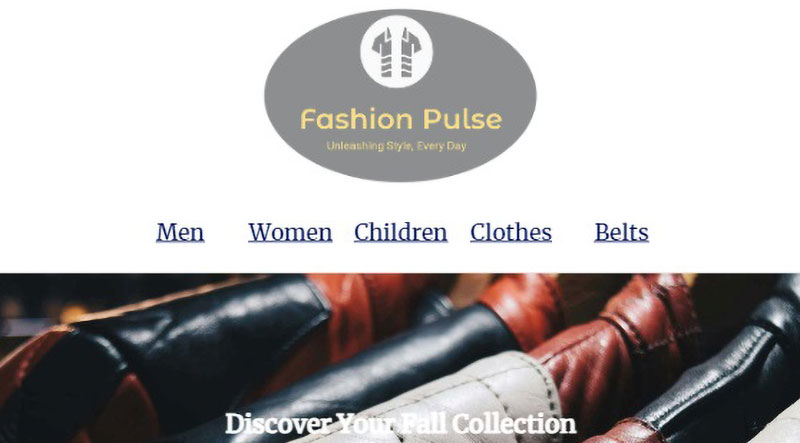 Fashion Pulse
Unleashing Style, Every Day
Men Women Children Clothes Belts
Discover Your Fall Collection